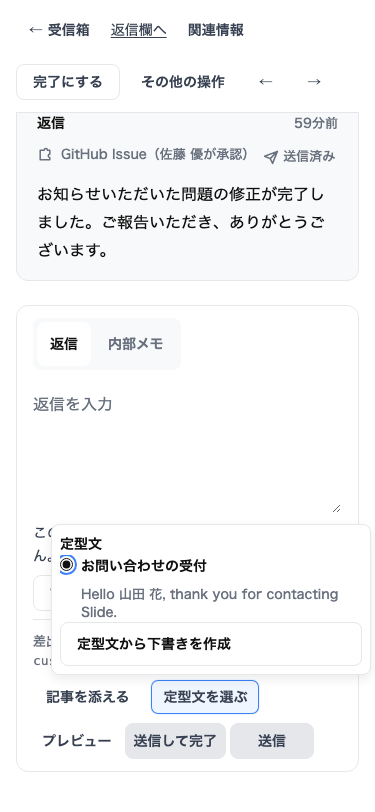 ← 受信箱 返信欄へ 関連情報
完了にする その他の操作 ← →
返信 59分前
GitHub Issue（佐藤 優が承認） 送信済み
お知らせいただいた問題の修正が完了し
ました。ご報告いただき、ありがとうご
ざいます。
返信 内部メモ
返信を入力
この
ん。
定型文
お問い合わせの受付
Hello 山田 花, thank you for contacting
Slide.
定型文から下書きを作成
差出
cus
記事を添える 定型文を選ぶ
プレビュー 送信して完了 送信